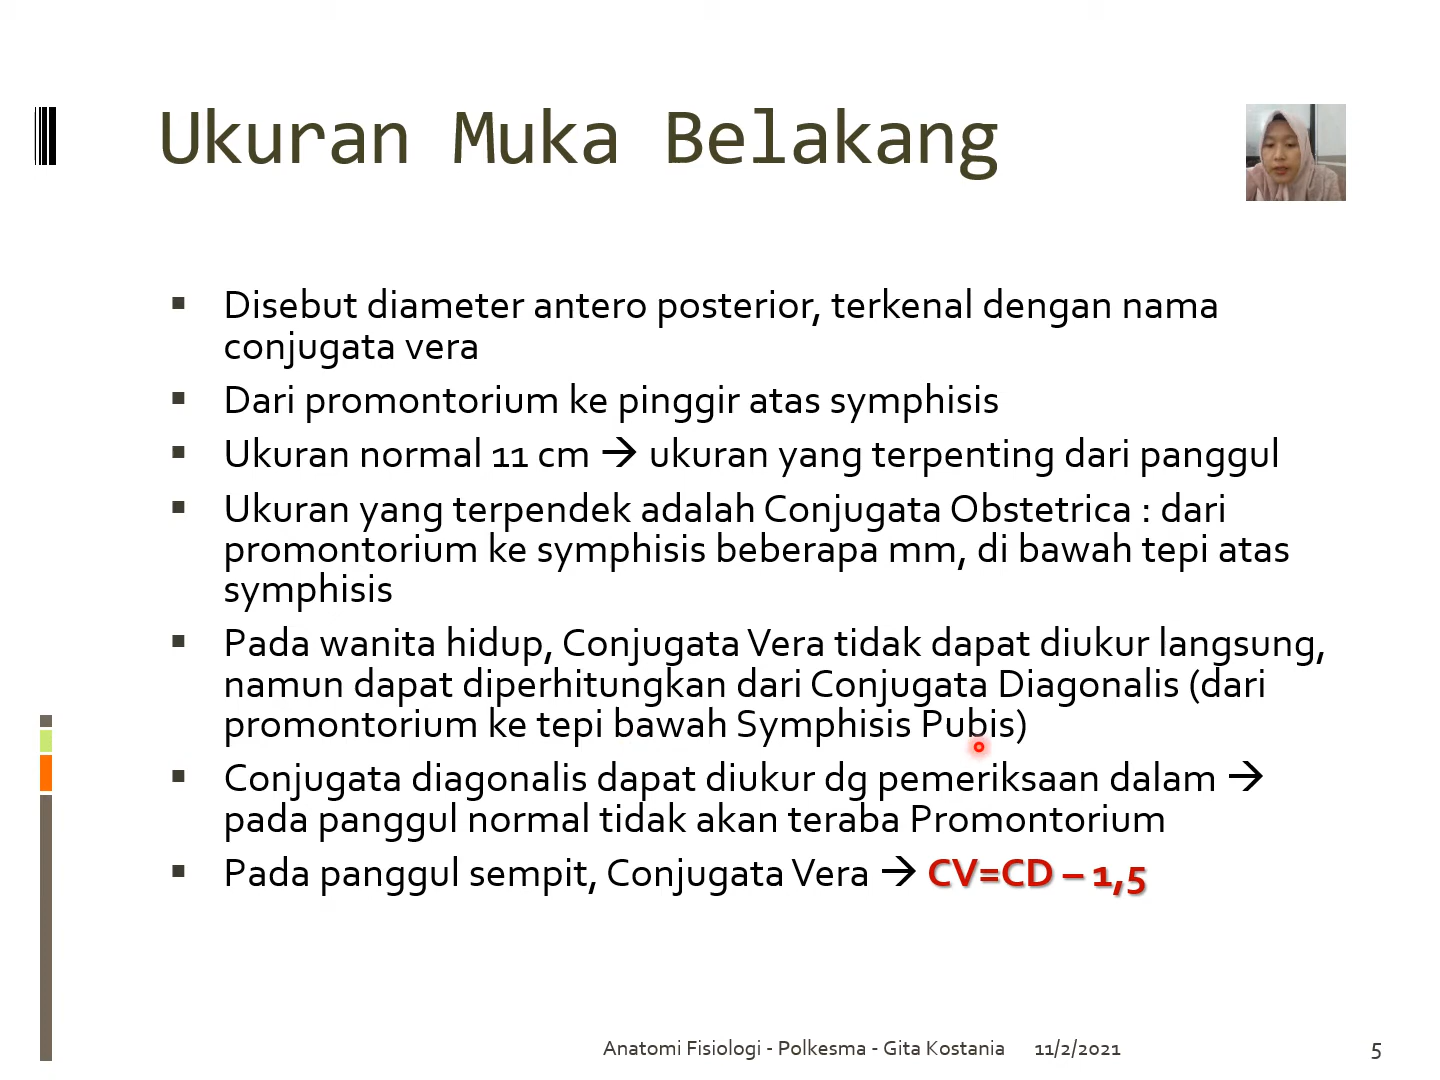 Ukuran Muka Belakang
▪ Disebut diameter antero posterior, terkenal dengan nama
conjugata vera
▪ Dari promontorium ke pinggir atas symphisis
▪ Ukuran normal 11 cm → ukuran yang terpenting dari panggul
▪ Ukuran yang terpendek adalah Conjugata Obstetrica : dari
promontorium ke symphisis beberapa mm, di bawah tepi atas
symphisis
▪ Pada wanita hidup, Conjugata Vera tidak dapat diukur langsung,
namun dapat diperhitungkan dari Conjugata Diagonalis (dari
promontorium ke tepi bawah Symphisis Pubis)
▪ Conjugata diagonalis dapat diukur dg pemeriksaan dalam →
pada panggul normal tidak akan teraba Promontorium
▪ Pada panggul sempit, Conjugata Vera → CV=CD – 1,5
Anatomi Fisiologi - Polkesma - Gita Kostania 11/2/2021 5